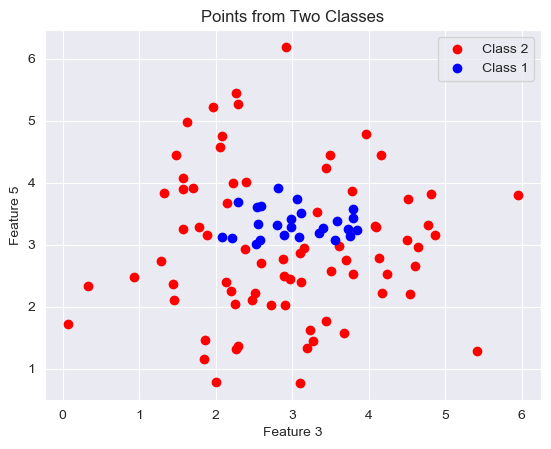 Points from Two Classes
Class 2
Class 1
Feature 5
6
5
4
3
2
1
0 1 2 3 4 5 6
Feature 3